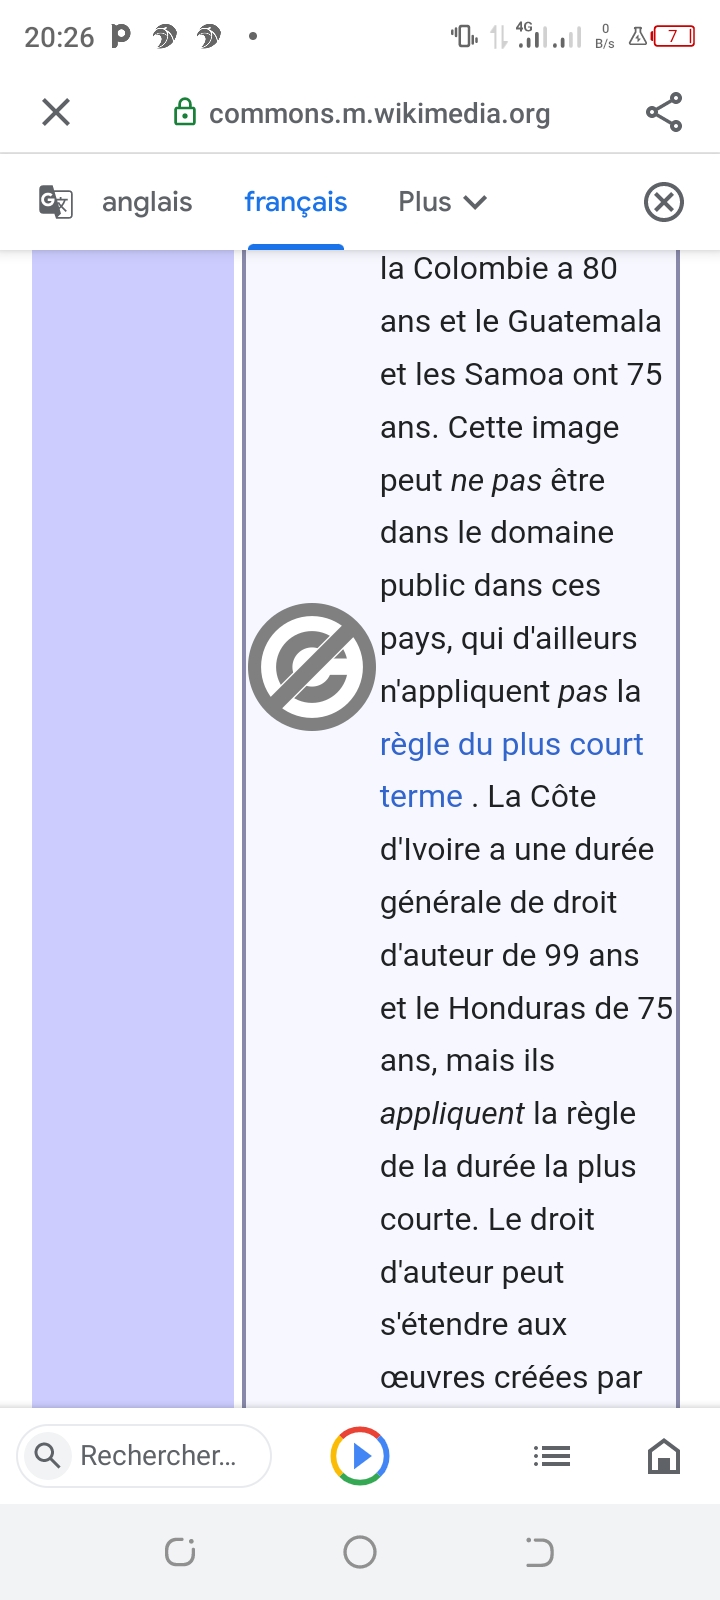 20:26
4G
0
B/s
7
commons.m.wikimedia.org
anglais français Plus
la Colombie a 80
ans et le Guatemala
et les Samoa ont 75
ans. Cette image
peut ne pas être
dans le domaine
public dans ces
pays, qui d'ailleurs
n'appliquent pas la
règle du plus court
terme . La Côte
d'Ivoire a une durée
générale de droit
d'auteur de 99 ans
et le Honduras de 75
ans, mais ils
appliquent la règle
de la durée la plus
courte. Le droit
d'auteur peut
s'étendre aux
œuvres créées par
Rechercher...